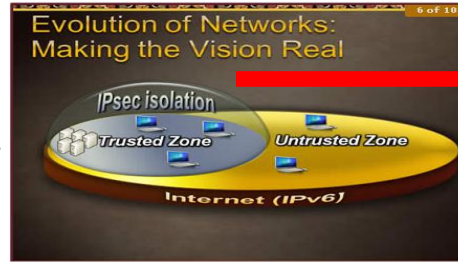 6 of 10
Evolution of Networks:
Making the Vision Real
IPsec isolation
Trusted Zone
Untrusted Zone
Internet (IPv6)